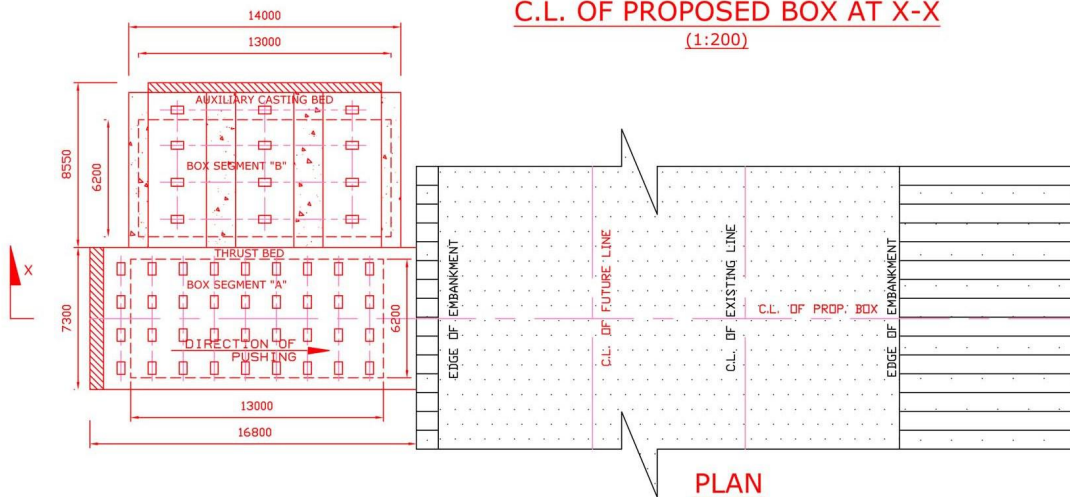 C.L. OF PROPOSED BOX AT X-X
(1:200)
14000
13000
AUXILIARY CASTING BED
8550
6200
BOX SEGMENT "B"
THRUST BED
BOX SEGMENT "A"
X
7300
6200
DIRECTION OF
PUSHING
13000
16800
EDGE OF EMBANKMENT
C.L. OF FUTURE LINE
C.L. OF EXISTING LINE
C.L. OF PROP. BOX
EDGE OF EMBANKMENT
PLAN